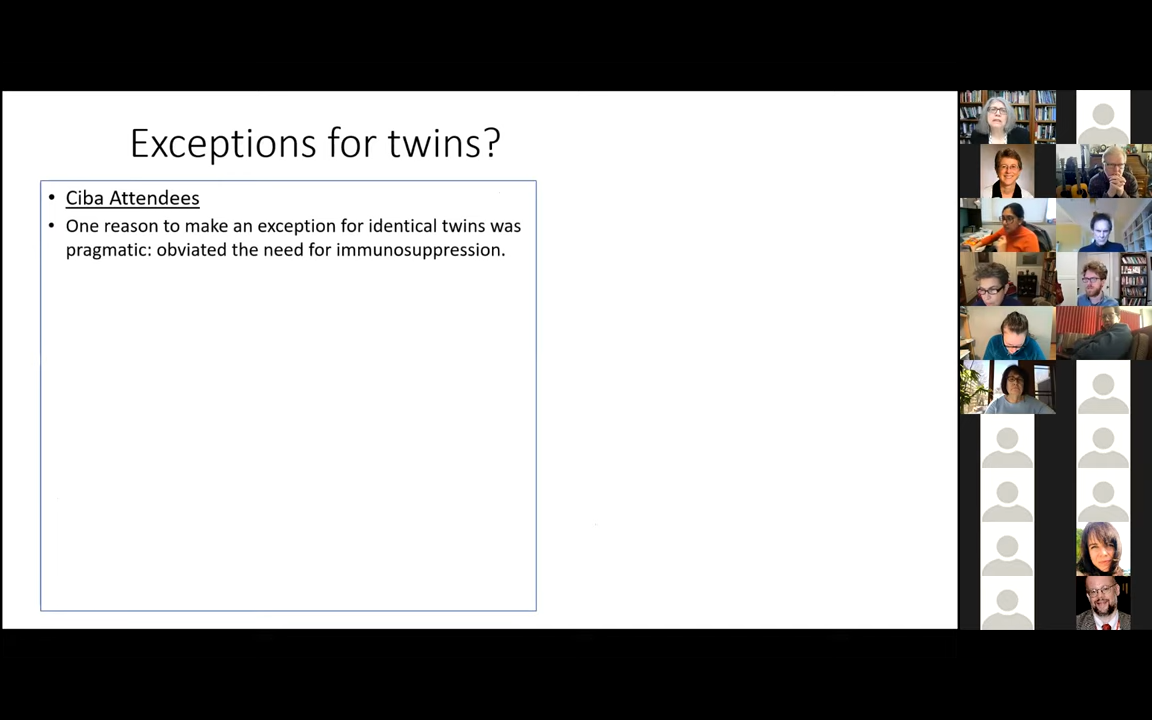 Exceptions for twins?
• Ciba Attendees
• One reason to make an exception for identical twins was
pragmatic: obviated the need for immunosuppression.